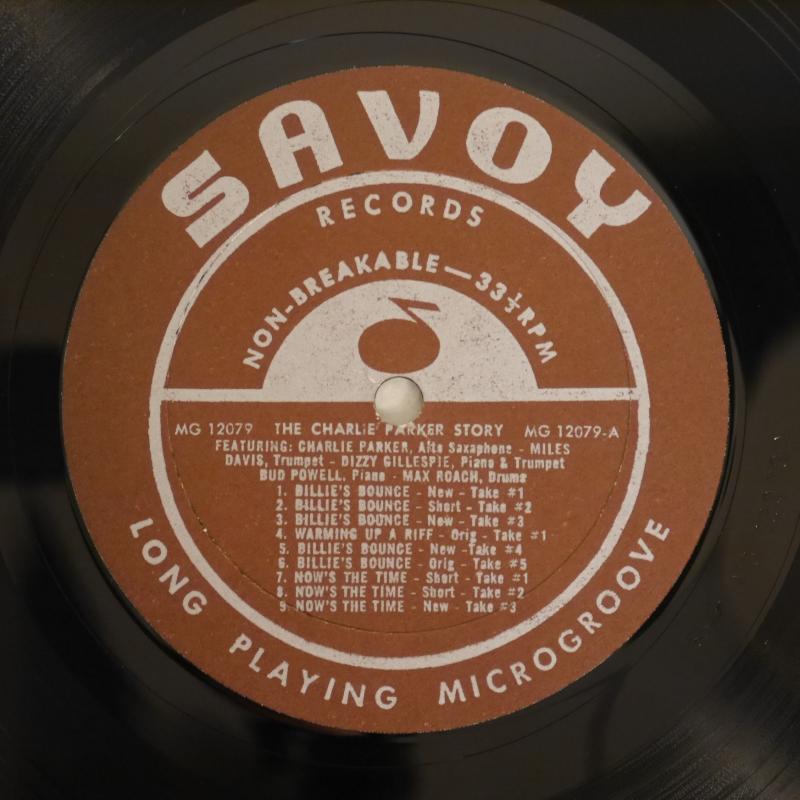 SAVOY
RECORDS
NON-BREAKABLE—33⅓RPM
MG 12079 THE CHARLIE PARKER STORY MG 12079-A
FEATURING: CHARLIE PARKER, Alto Saxophone - MILES
DAVIS, Trumpet - DIZZY GILLESPIE, Piano & Trumpet
BUD POWELL, Piano - MAX ROACH, Drums
1. BILLIE'S BOUNCE - New - Take #1
2. BILLIE'S BOUNCE - Short - Take #2
3. BILLIE'S BOUNCE - New - Take #3
4. WARMING UP A RIFF - Orig - Take #1
5. BILLIE'S BOUNCE - New - Take #4
6. BILLIE'S BOUNCE - Orig - Take #5
7. NOW'S THE TIME - Short - Take #1
8. NOW'S THE TIME - Short - Take #2
9. NOW'S THE TIME - New - Take #3
LONG PLAYING MICROGROOVE